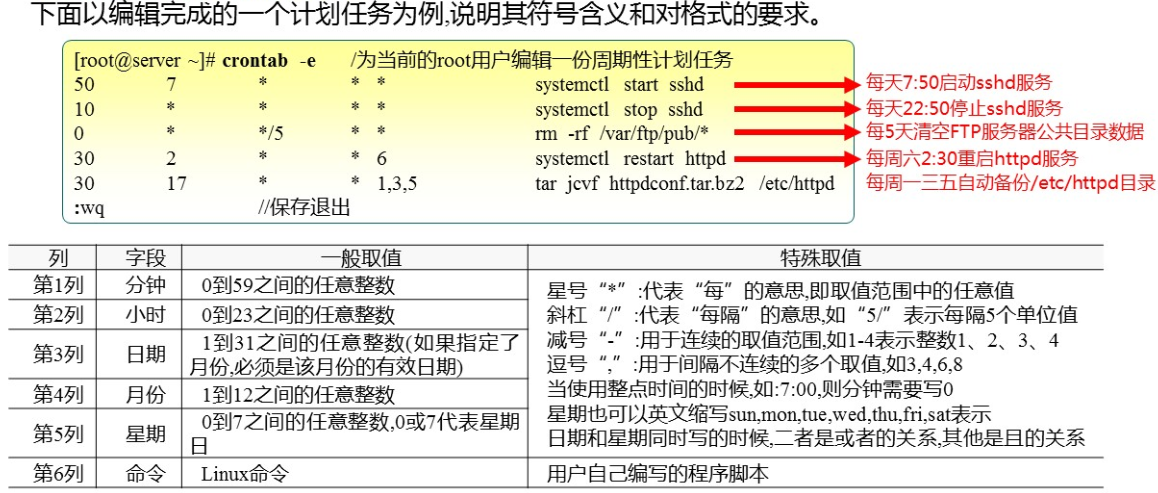 下面以编辑完成的一个计划任务为例,说明其符号含义和对格式的要求。
[root@server ~]# crontab -e /为当前的root用户编辑一份周期性计划任务
50 7 * * * systemctl start sshd 每天7:50启动sshd服务
10 * * * * systemctl stop sshd 每天22:50停止sshd服务
0 * */5 * * rm -rf /var/ftp/pub/* 每5天清空FTP服务器公共目录数据
30 2 * * 6 systemctl restart httpd 每周六2:30重启httpd服务
30 17 * * 1,3,5 tar jcvf httpdconf.tar.bz2 /etc/httpd 每周一三五自动备份/etc/httpd目录
:wq //保存退出
列 字段 一般取值 特殊取值
第1列 分钟 0到59之间的任意整数
第2列 小时 0到23之间的任意整数
第3列 日期 1到31之间的任意整数(如果指定了
月份,必须是该月份的有效日期)
第4列 月份 1到12之间的任意整数
第5列 星期 0到7之间的任意整数,0或7代表星期
日
星号“*”:代表“每”的意思,即取值范围中的任意值
斜杠“/”:代表“每隔”的意思,如“5/”表示每隔5个单位值
减号“-”:用于连续的取值范围,如1-4表示整数1、2、3、4
逗号“,”:用于间隔不连续的多个取值,如3,4,6,8
当使用整点时间的时候,如:7:00,则分钟需要写0
星期也可以英文缩写sun,mon,tue,wed,thu,fri,sat表示
日期和星期同时写的时候,二者是或者的关系,其他是且的关系
第6列 命令 Linux命令 用户自己编写的程序脚本